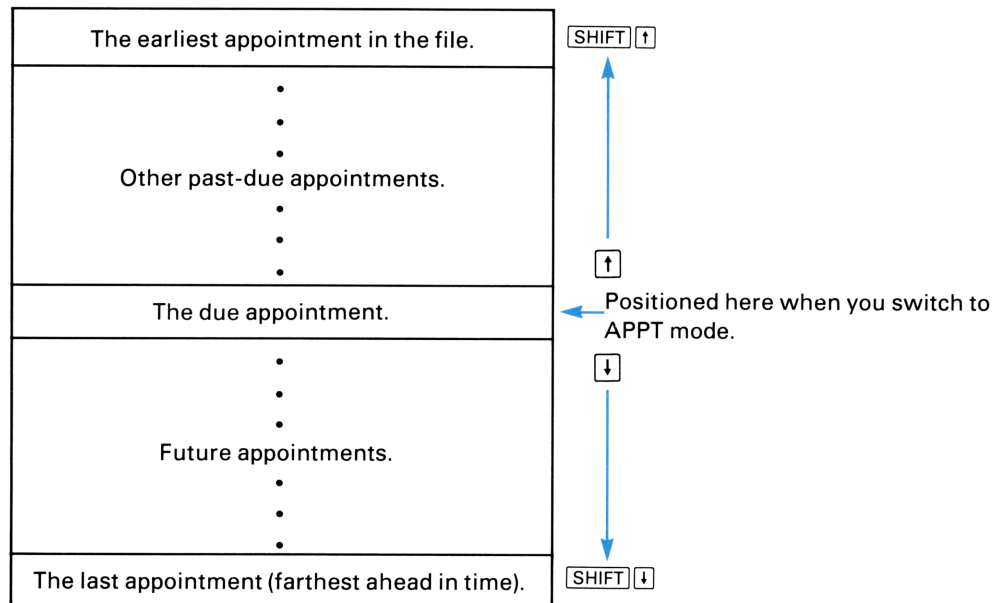 The earliest appointment in the file.
SHIFT ↑
Other past-due appointments.
↑
The due appointment.
Positioned here when you switch to
APPT mode.
↓
Future appointments.
The last appointment (farthest ahead in time).
SHIFT ↓